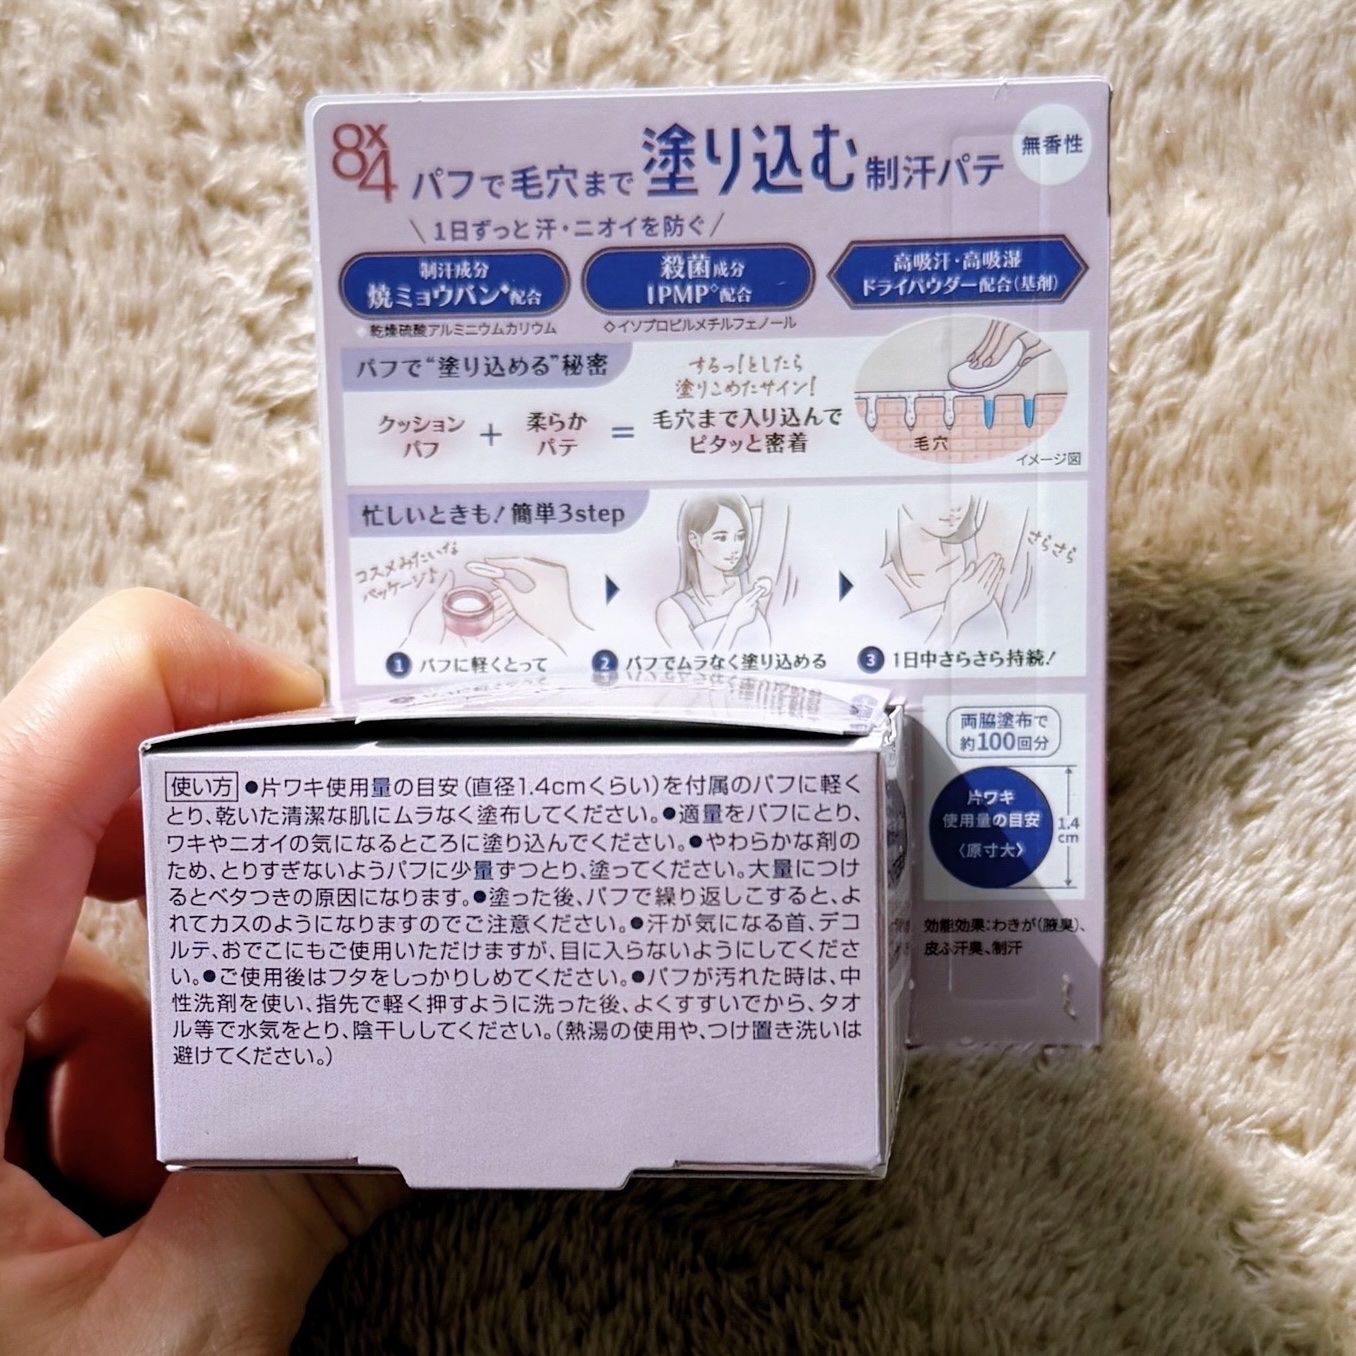 8x4
パフで毛穴まで塗り込む制汗パテ
無香性
\1日ずっと汗・ニオイを防ぐ/
制汗成分
焼ミョウバン◆配合
殺菌成分
IPMP◇配合
高吸汗・高吸湿
ドライパウダー配合(基剤)
◆乾燥硫酸アルミニウムカリウム
◇イソプロピルメチルフェノール
パフで“塗り込める”秘密
クッション
パフ
+
柔らか
パテ
=
するっ!としたら
塗りこめたサイン!
毛穴まで入り込んで
ピタッと密着
毛穴
イメージ図
忙しいときも!簡単3step
コスメみたいな
パッケージ♪
さらさら
1 パフに軽くとって
2 パフでムラなく塗り込める
3 1日中さらさら持続!
両脇塗布で
約100回分
片ワキ
使用量の目安
〈原寸大〉
1.4
cm
効能効果:わきが(腋臭)、
皮ふ汗臭、制汗
使い方 ●片ワキ使用量の目安(直径1.4cmくらい)を付属のパフに軽く
とり、乾いた清潔な肌にムラなく塗布してください。●適量をパフにとり、
ワキやニオイの気になるところに塗り込んでください。●やわらかな剤の
ため、とりすぎないようパフに少量ずつとり、塗ってください。大量につけ
るとベタつきの原因になります。●塗った後、パフで繰り返しこすると、よ
れてカスのようになりますのでご注意ください。●汗が気になる首、デコ
ルテ、おでこにもご使用いただけますが、目に入らないようにしてくださ
い。●ご使用後はフタをしっかりしめてください。●パフが汚れた時は、中
性洗剤を使い、指先で軽く押すように洗った後、よくすすいでから、タオ
ル等で水気をとり、陰干ししてください。(熱湯の使用や、つけ置き洗いは
避けてください。)